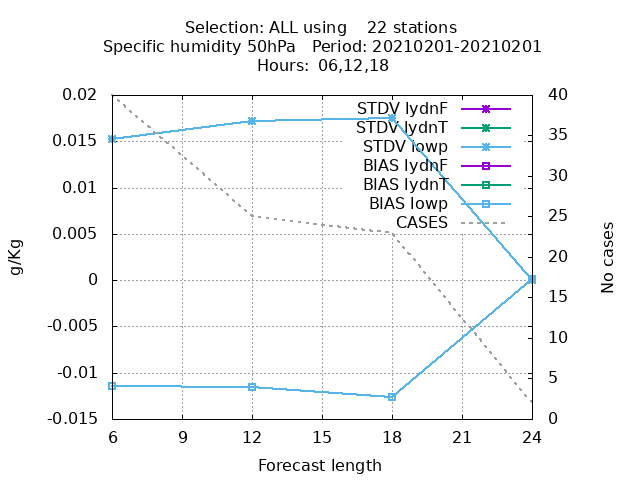 Selection: ALL using    22 stations
Specific humidity 50hPa   Period: 20210201-20210201
Hours:  06,12,18
0.02
0.015
0.01
0.005
0
-0.005
-0.01
-0.015
g/Kg
STDV lydnF
STDV lydnT
STDV lowp
BIAS lydnF
BIAS lydnT
BIAS lowp
CASES
40
35
30
25
20
15
10
5
0
No cases
6 9 12 15 18 21 24
Forecast length